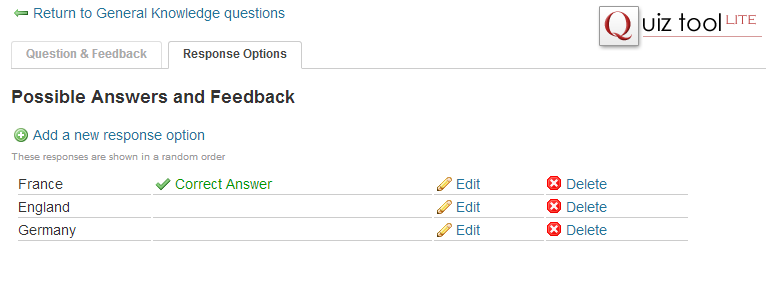 Return to General Knowledge questions
Quiz tool LITE
Question & Feedback Response Options
Possible Answers and Feedback
Add a new response option
These responses are shown in a random order
France Correct Answer Edit Delete
England Edit Delete
Germany Edit Delete